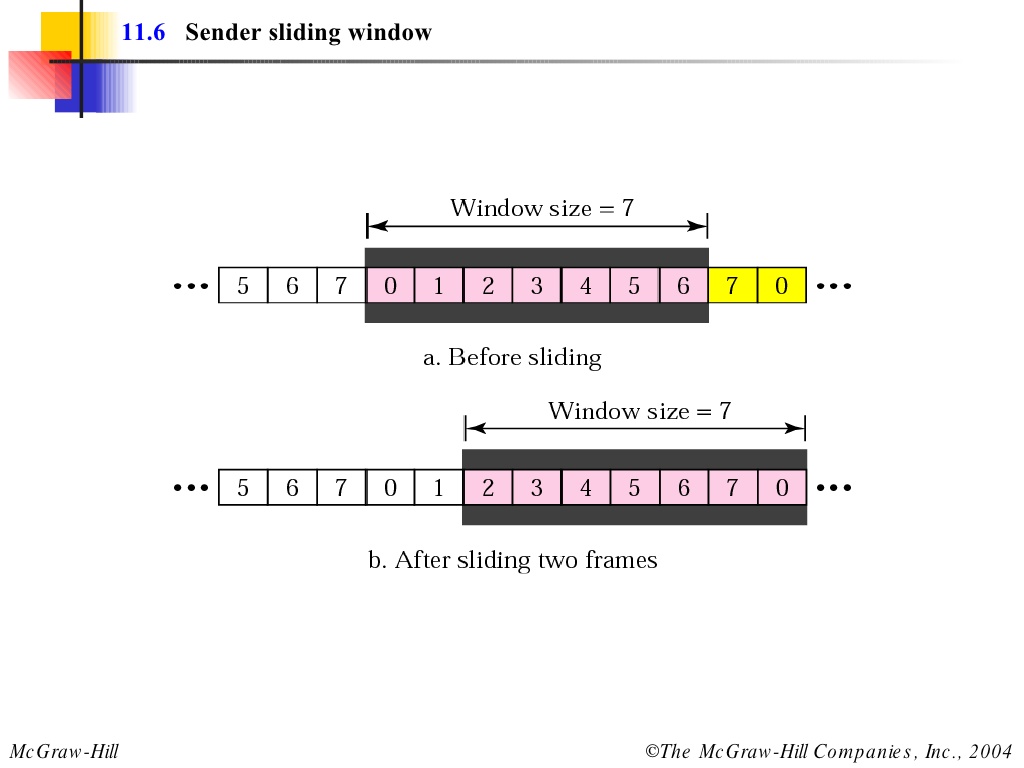 11.6 Sender sliding window
Window size = 7
••• 5 6 7 0 1 2 3 4 5 6 7 0 •••
a. Before sliding
Window size = 7
••• 5 6 7 0 1 2 3 4 5 6 7 0 •••
b. After sliding two frames
McGraw-Hill ©The McGraw-Hill Companies, Inc., 2004